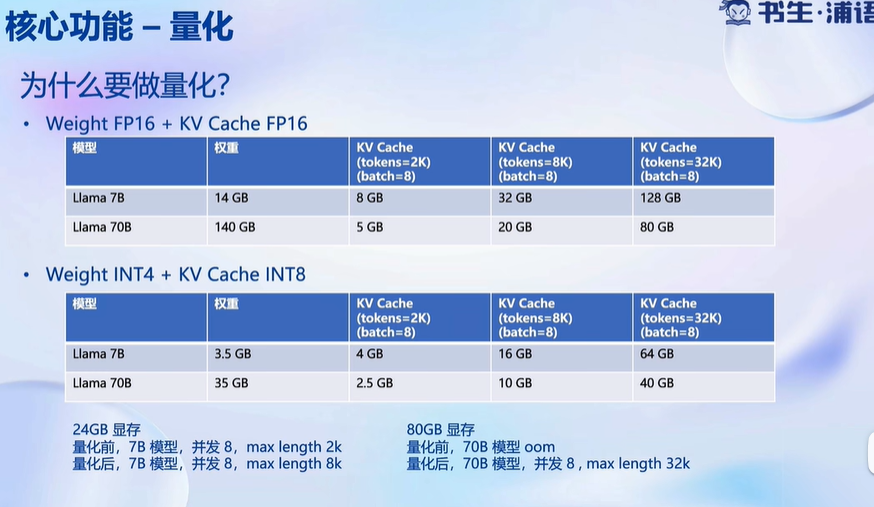 核心功能 – 量化
书生·浦语
为什么要做量化？
• Weight FP16 + KV Cache FP16
模型 权重 KV Cache (tokens=2K) (batch=8) KV Cache (tokens=8K) (batch=8) KV Cache (tokens=32K) (batch=8)
Llama 7B 14 GB 8 GB 32 GB 128 GB
Llama 70B 140 GB 5 GB 20 GB 80 GB
• Weight INT4 + KV Cache INT8
模型 权重 KV Cache (tokens=2K) (batch=8) KV Cache (tokens=8K) (batch=8) KV Cache (tokens=32K) (batch=8)
Llama 7B 3.5 GB 4 GB 16 GB 64 GB
Llama 70B 35 GB 2.5 GB 10 GB 40 GB
24GB 显存
量化前，7B 模型，并发 8，max length 2k
量化后，7B 模型，并发 8，max length 8k
80GB 显存
量化前，70B 模型 oom
量化后，70B 模型，并发 8 , max length 32k